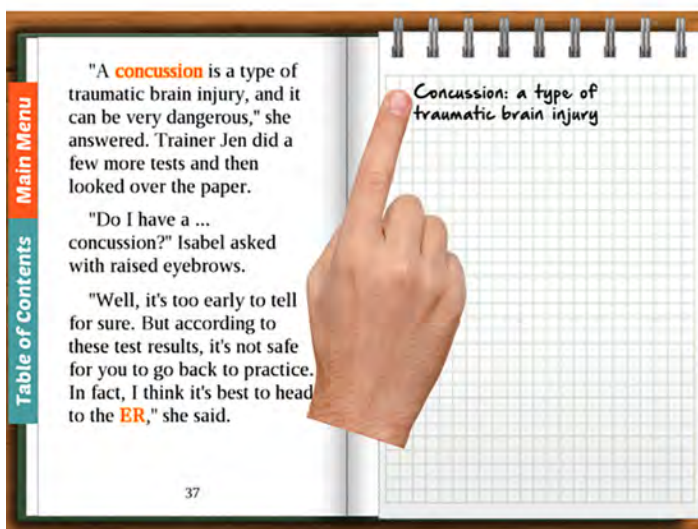 Main Menu
Table of Contents
"A concussion is a type of
traumatic brain injury, and it
can be very dangerous," she
answered. Trainer Jen did a
few more tests and then
looked over the paper.
"Do I have a ...
concussion?" Isabel asked
with raised eyebrows.
"Well, it's too early to tell
for sure. But according to
these test results, it's not safe
for you to go back to practice.
In fact, I think it's best to head
to the ER," she said.
37
Concussion: a type of
traumatic brain injury